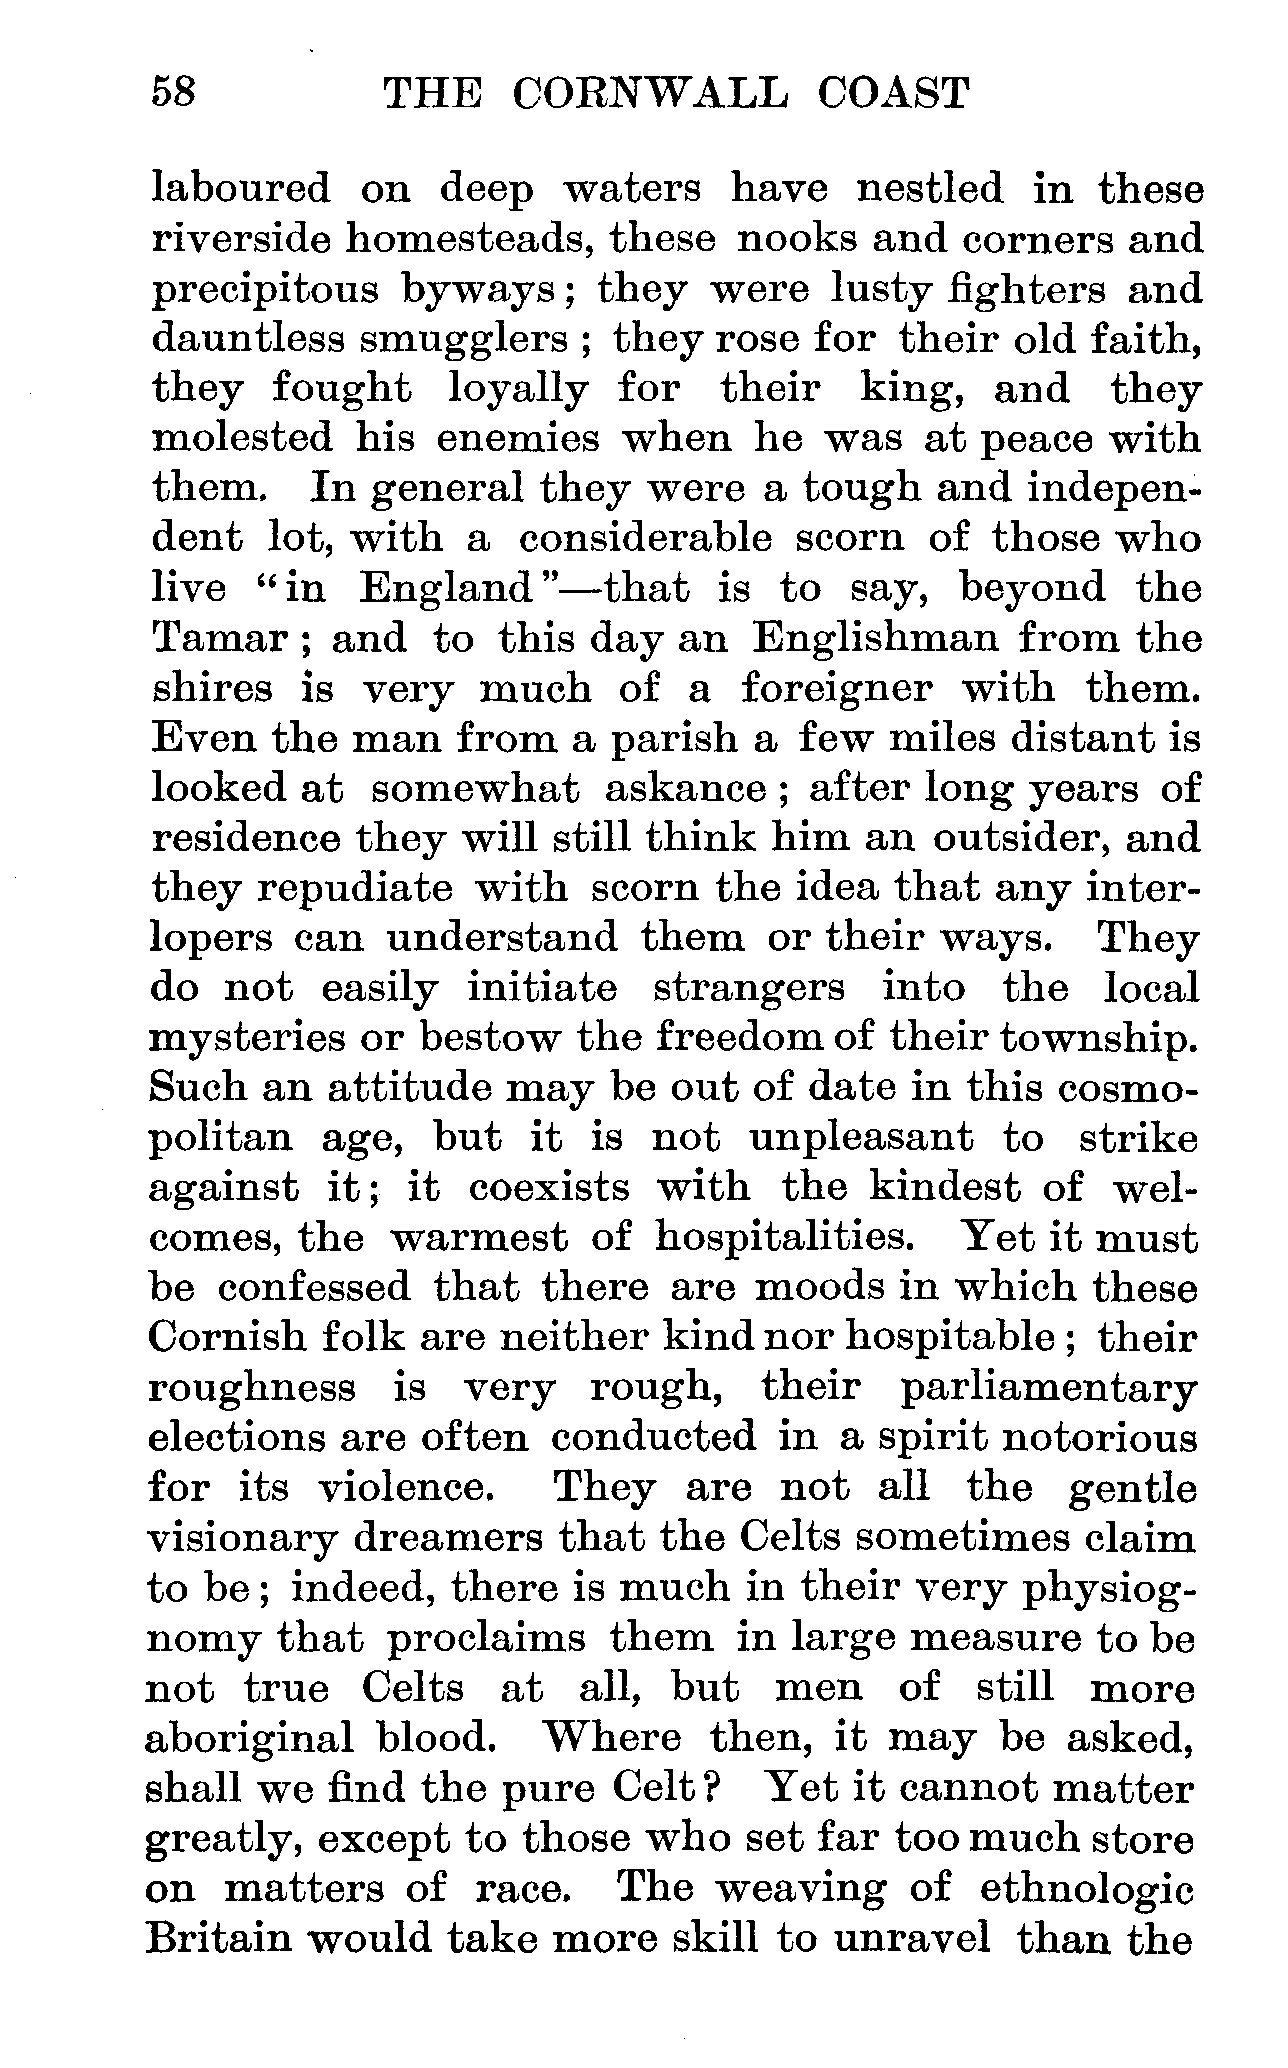 58 THE CORNWALL COAST
laboured on deep waters have nestled in these
riverside homesteads, these nooks and corners and
precipitous byways; they were lusty fighters and
dauntless smugglers; they rose for their old faith,
they fought loyally for their king, and they
molested his enemies when he was at peace with
them. In general they were a tough and indepen-
dent lot, with a considerable scorn of those who
live "in England"—that is to say, beyond the
Tamar; and to this day an Englishman from the
shires is very much of a foreigner with them.
Even the man from a parish a few miles distant is
looked at somewhat askance; after long years of
residence they will still think him an outsider, and
they repudiate with scorn the idea that any inter-
lopers can understand them or their ways. They
do not easily initiate strangers into the local
mysteries or bestow the freedom of their township.
Such an attitude may be out of date in this cosmo-
politan age, but it is not unpleasant to strike
against it; it coexists with the kindest of wel-
comes, the warmest of hospitalities. Yet it must
be confessed that there are moods in which these
Cornish folk are neither kind nor hospitable; their
roughness is very rough, their parliamentary
elections are often conducted in a spirit notorious
for its violence. They are not all the gentle
visionary dreamers that the Celts sometimes claim
to be; indeed, there is much in their very physiog-
nomy that proclaims them in large measure to be
not true Celts at all, but men of still more
aboriginal blood. Where then, it may be asked,
shall we find the pure Celt? Yet it cannot matter
greatly, except to those who set far too much store
on matters of race. The weaving of ethnologic
Britain would take more skill to unravel than the